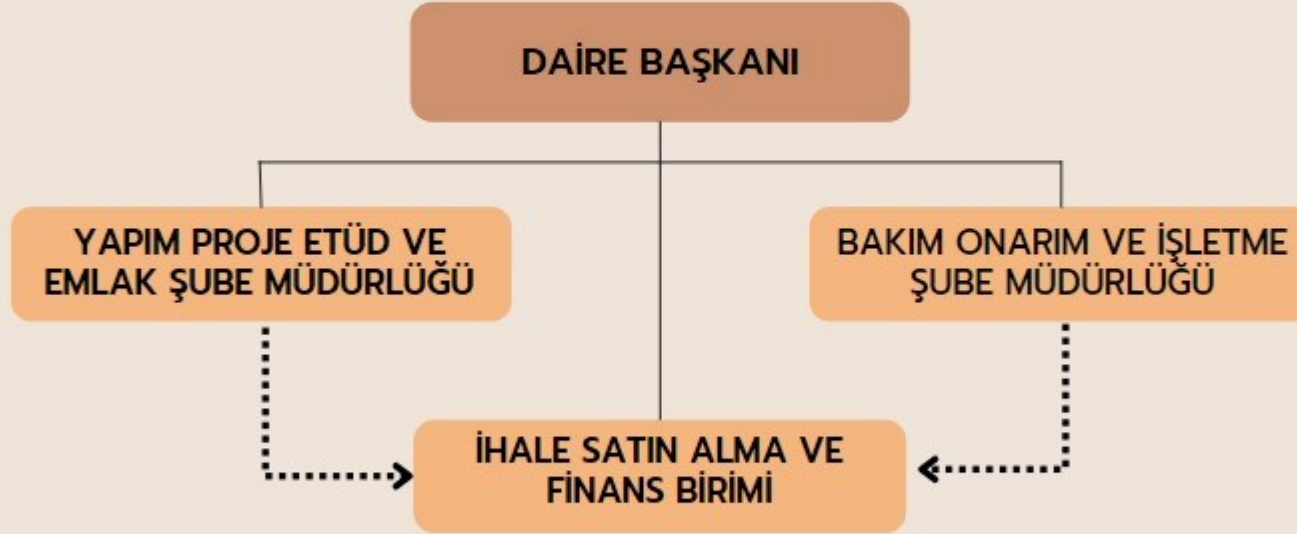 DAİRE BAŞKANI
YAPIM PROJE ETÜD VE
EMLAK ŞUBE MÜDÜRLÜĞÜ
BAKIM ONARIM VE İŞLETME
ŞUBE MÜDÜRLÜĞÜ
İHALE SATIN ALMA VE
FİNANS BİRİMİ